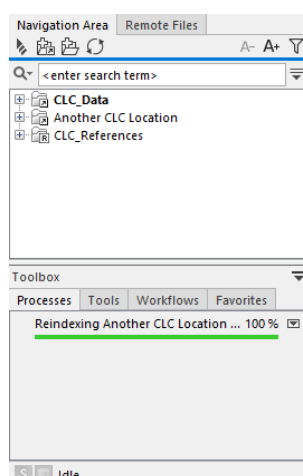 Navigation Area Remote Files
A- A+
<enter search term>
CLC_Data
Another CLC Location
CLC_References
Toolbox
Processes Tools Workflows Favorites
Reindexing Another CLC Location ... 100 %
S Idle